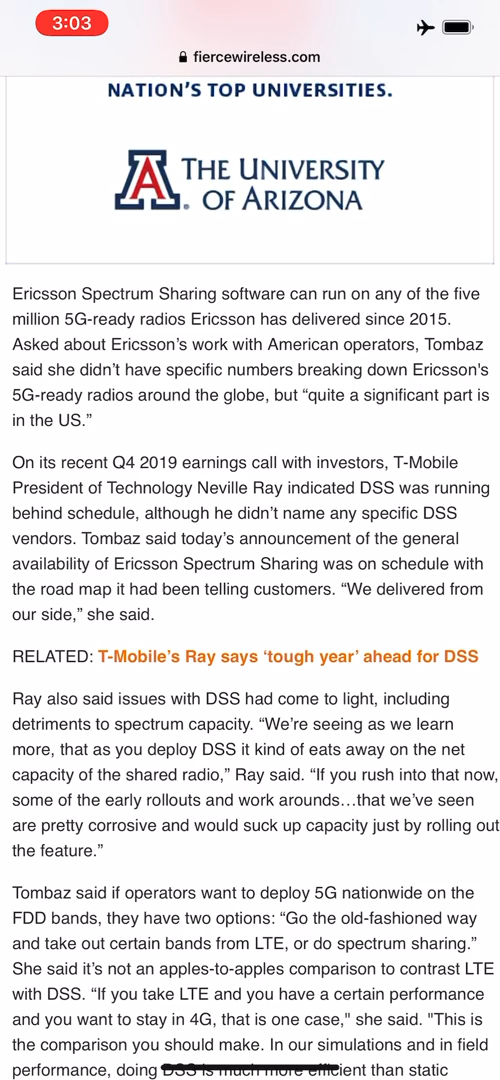 3:03
fiercewireless.com
NATION'S TOP UNIVERSITIES.
A THE UNIVERSITY
OF ARIZONA
Ericsson Spectrum Sharing software can run on any of the five
million 5G-ready radios Ericsson has delivered since 2015.
Asked about Ericsson's work with American operators, Tombaz
said she didn't have specific numbers breaking down Ericsson's
5G-ready radios around the globe, but “quite a significant part is
in the US.”
On its recent Q4 2019 earnings call with investors, T-Mobile
President of Technology Neville Ray indicated DSS was running
behind schedule, although he didn't name any specific DSS
vendors. Tombaz said today's announcement of the general
availability of Ericsson Spectrum Sharing was on schedule with
the road map it had been telling customers. “We delivered from
our side,” she said.
RELATED: T-Mobile's Ray says ‘tough year’ ahead for DSS
Ray also said issues with DSS had come to light, including
detriments to spectrum capacity. “We're seeing as we learn
more, that as you deploy DSS it kind of eats away on the net
capacity of the shared radio,” Ray said. “If you rush into that now,
some of the early rollouts and work arounds…that we've seen
are pretty corrosive and would suck up capacity just by rolling out
the feature.”
Tombaz said if operators want to deploy 5G nationwide on the
FDD bands, they have two options: “Go the old-fashioned way
and take out certain bands from LTE, or do spectrum sharing.”
She said it's not an apples-to-apples comparison to contrast LTE
with DSS. “If you take LTE and you have a certain performance
and you want to stay in 4G, that is one case," she said. "This is
the comparison you should make. In our simulations and in field
performance, doing DSS is much more efficient than static